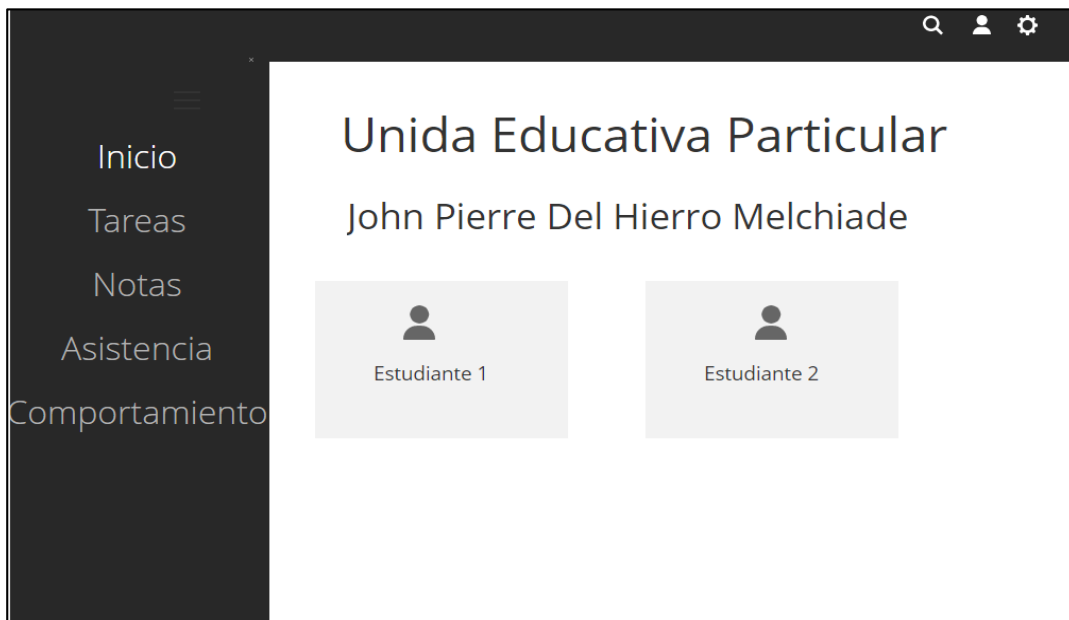 Inicio
Tareas
Notas
Asistencia
Comportamiento
Unida Educativa Particular
John Pierre Del Hierro Melchiade
Estudiante 1
Estudiante 2